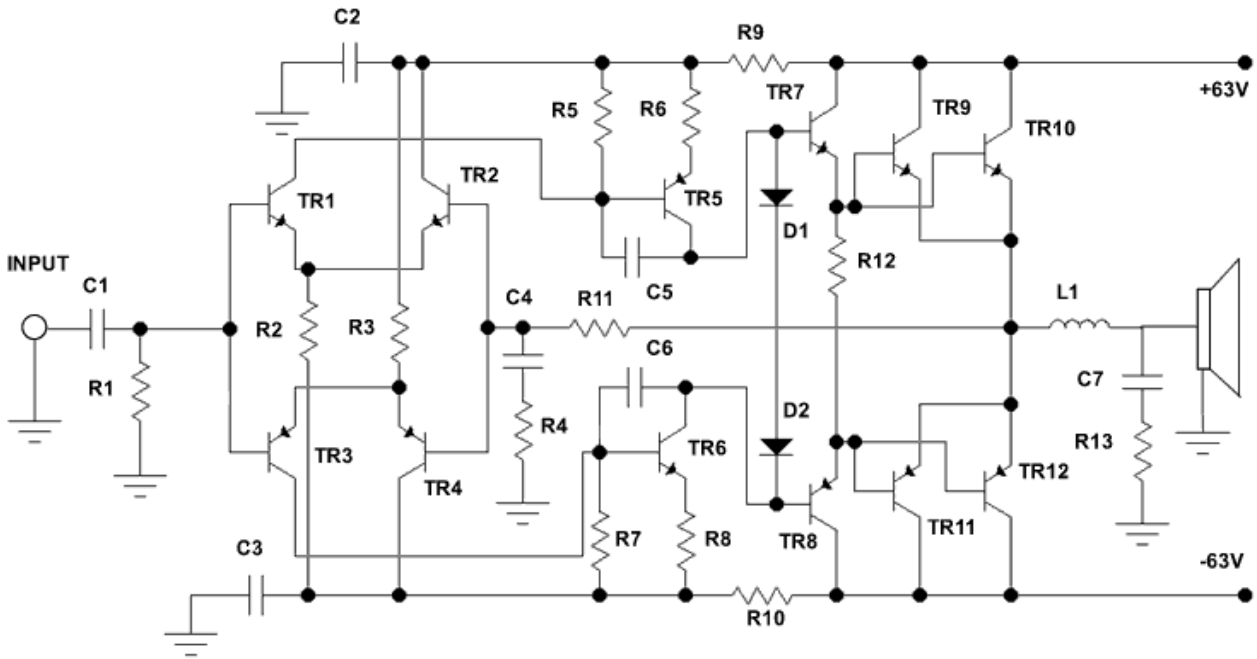 C2
R9
TR7
+63V
R5
R6
TR9
TR10
TR1
TR2
TR5
D1
INPUT
C1
C4
R11
C5
R12
L1
R2
R3
C6
C7
R1
D2
R4
R13
TR3
TR6
TR12
TR4
R7
R8
TR8
TR11
C3
-63V
R10